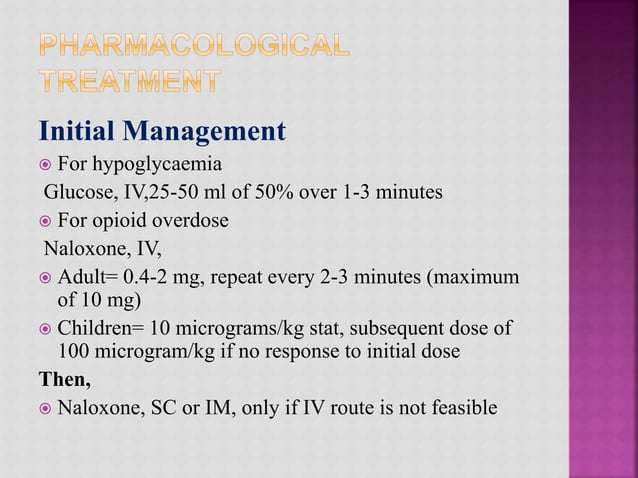 PHARMACOLOGICAL
TREATMENT
Initial Management
For hypoglycaemia
Glucose, IV,25-50 ml of 50% over 1-3 minutes
For opioid overdose
Naloxone, IV,
Adult= 0.4-2 mg, repeat every 2-3 minutes (maximum
of 10 mg)
Children= 10 micrograms/kg stat, subsequent dose of
100 microgram/kg if no response to initial dose
Then,
Naloxone, SC or IM, only if IV route is not feasible